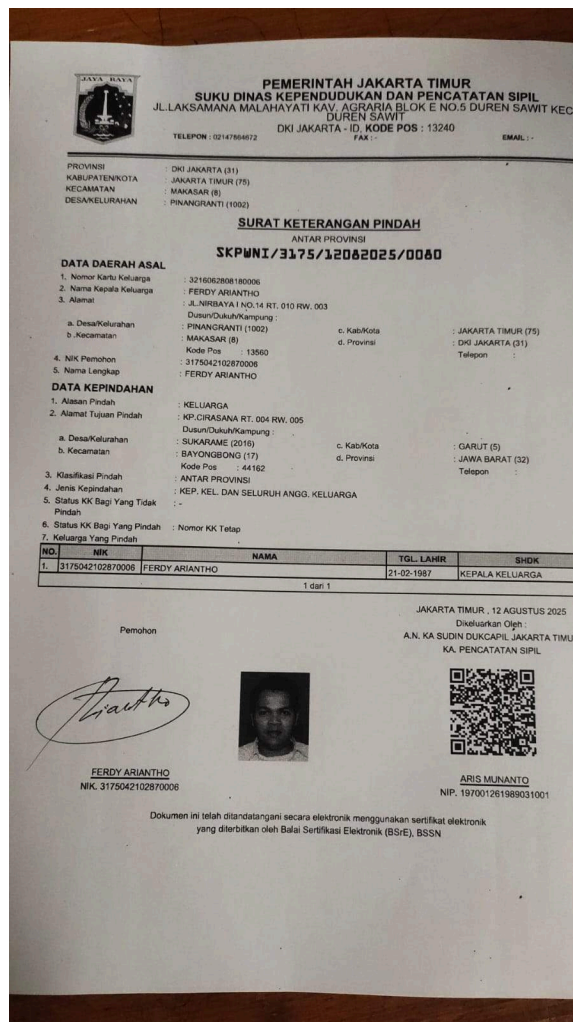 JAYA RAYA
PEMERINTAH JAKARTA TIMUR
SUKU DINAS KEPENDUDUKAN DAN PENCATATAN SIPIL
JL.LAKSAMANA MALAHAYATI KAV. AGRARIA BLOK E NO.5 DUREN SAWIT KEC
DUREN SAWIT
DKI JAKARTA - ID, KODE POS : 13240
TELEPON : 02147864672 FAX : - EMAIL : -
PROVINSI : DKI JAKARTA (31)
KABUPATEN/KOTA : JAKARTA TIMUR (75)
KECAMATAN : MAKASAR (8)
DESA/KELURAHAN : PINANGRANTI (1002)
SURAT KETERANGAN PINDAH
ANTAR PROVINSI
SKPWNI/3175/12082025/0080
DATA DAERAH ASAL
1. Nomor Kartu Keluarga : 3216062808180006
2. Nama Kepala Keluarga : FERDY ARIANTHO
3. Alamat : JL.NIRBAYA I NO.14 RT. 010 RW. 003
Dusun/Dukuh/Kampung :
a. Desa/Kelurahan : PINANGRANTI (1002) c. Kab/Kota : JAKARTA TIMUR (75)
b .Kecamatan : MAKASAR (8) d. Provinsi : DKI JAKARTA (31)
Kode Pos : 13560 Telepon :
4. NIK Pemohon : 3175042102870006
5. Nama Lengkap : FERDY ARIANTHO
DATA KEPINDAHAN
1. Alasan Pindah : KELUARGA
2. Alamat Tujuan Pindah : KP.CIRASANA RT. 004 RW. 005
Dusun/Dukuh/Kampung :
a. Desa/Kelurahan : SUKARAME (2016) c. Kab/Kota : GARUT (5)
b. Kecamatan : BAYONGBONG (17) d. Provinsi : JAWA BARAT (32)
Kode Pos : 44162 Telepon :
3. Klasifikasi Pindah : ANTAR PROVINSI
4. Jenis Kepindahan : KEP. KEL. DAN SELURUH ANGG. KELUARGA
5. Status KK Bagi Yang Tidak : -
Pindah
6. Status KK Bagi Yang Pindah : Nomor KK Tetap
7. Keluarga Yang Pindah
NO. NIK NAMA TGL. LAHIR SHDK
1. 3175042102870006 FERDY ARIANTHO 21-02-1987 KEPALA KELUARGA
1 dari 1
JAKARTA TIMUR , 12 AGUSTUS 2025
Dikeluarkan Oleh :
Pemohon A.N. KA SUDIN DUKCAPIL JAKARTA TIMU
KA. PENCATATAN SIPIL
FERDY ARIANTHO ARIS MUNANTO
NIK. 3175042102870006 NIP. 197001261989031001
Dokumen ini telah ditandatangani secara elektronik menggunakan sertifikat elektronik
yang diterbitkan oleh Balai Sertifikasi Elektronik (BSrE), BSSN